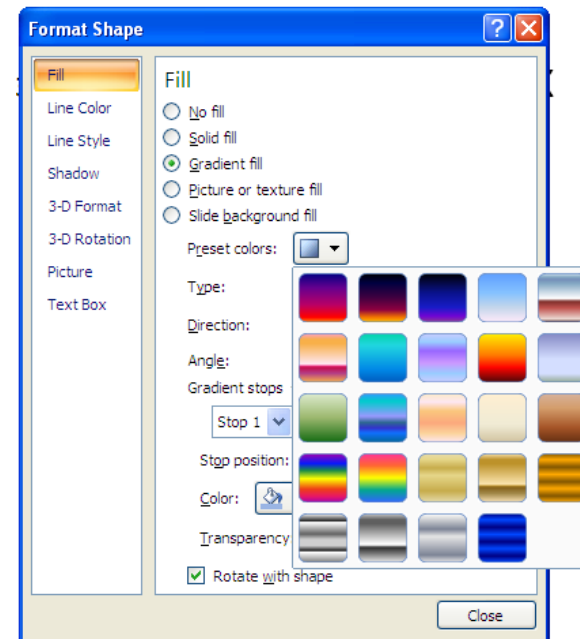 Format Shape
Fill
Line Color
Line Style
Shadow
3-D Format
3-D Rotation
Picture
Text Box
Fill
No fill
Solid fill
Gradient fill
Picture or texture fill
Slide background fill
Preset colors:
Type:
Direction:
Angle:
Gradient stops
Stop 1
Stop position:
Color:
Transparency
Rotate with shape
Close